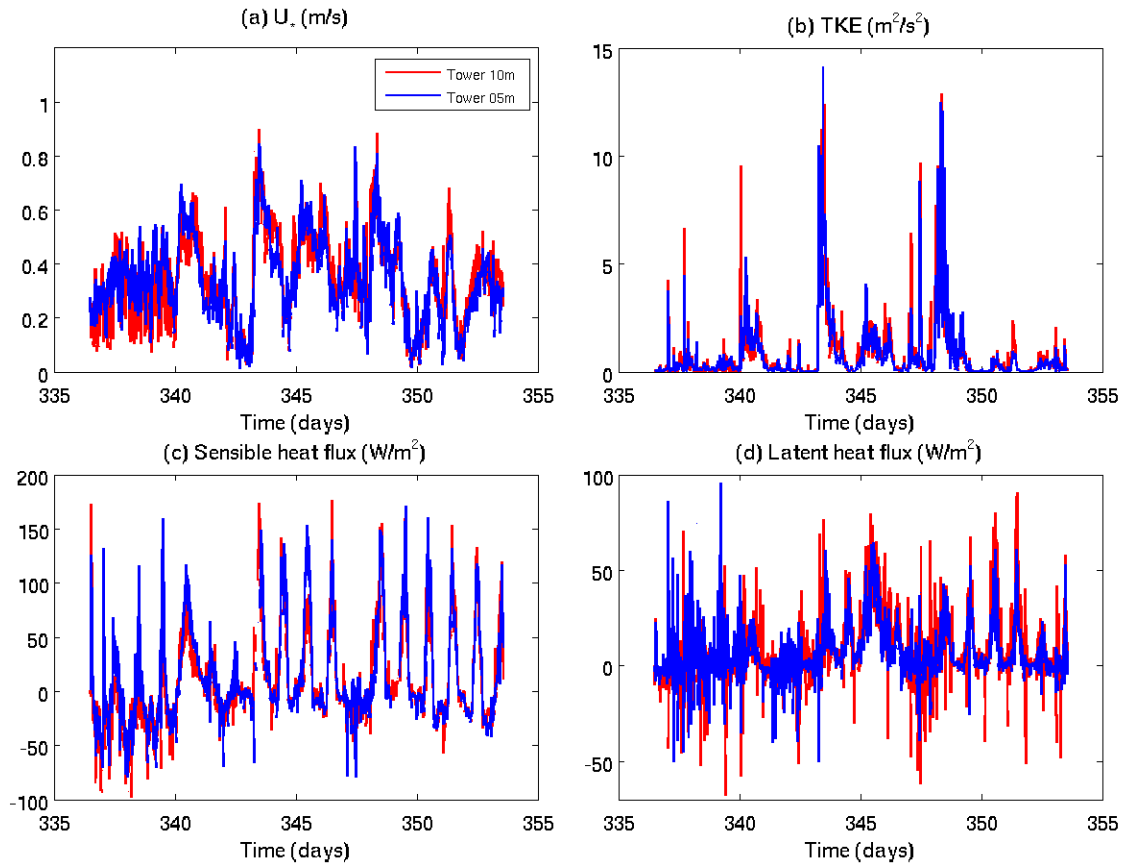 (a) U* (m/s)
1
0.8
0.6
0.4
0.2
0
335 340 345 350 355
Time (days)
Tower 10m
Tower 05m
(b) TKE (m²/s²)
15
10
5
0
335 340 345 350 355
Time (days)
(c) Sensible heat flux (W/m²)
200
150
100
50
0
-50
-100
335 340 345 350 355
Time (days)
(d) Latent heat flux (W/m²)
100
50
0
-50
335 340 345 350 355
Time (days)